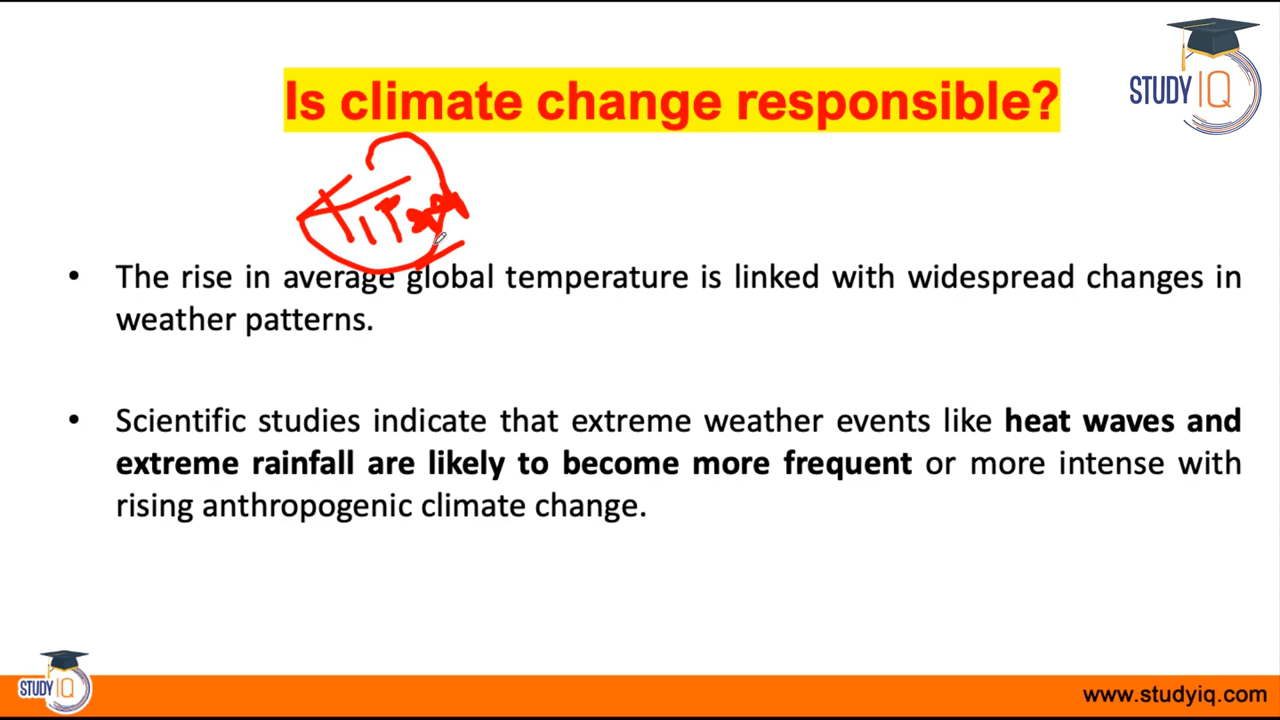 STUDY IQ
Is climate change responsible?
• The rise in average global temperature is linked with widespread changes in
weather patterns.
• Scientific studies indicate that extreme weather events like heat waves and
extreme rainfall are likely to become more frequent or more intense with
rising anthropogenic climate change.
STUDY IQ
www.studyiq.com